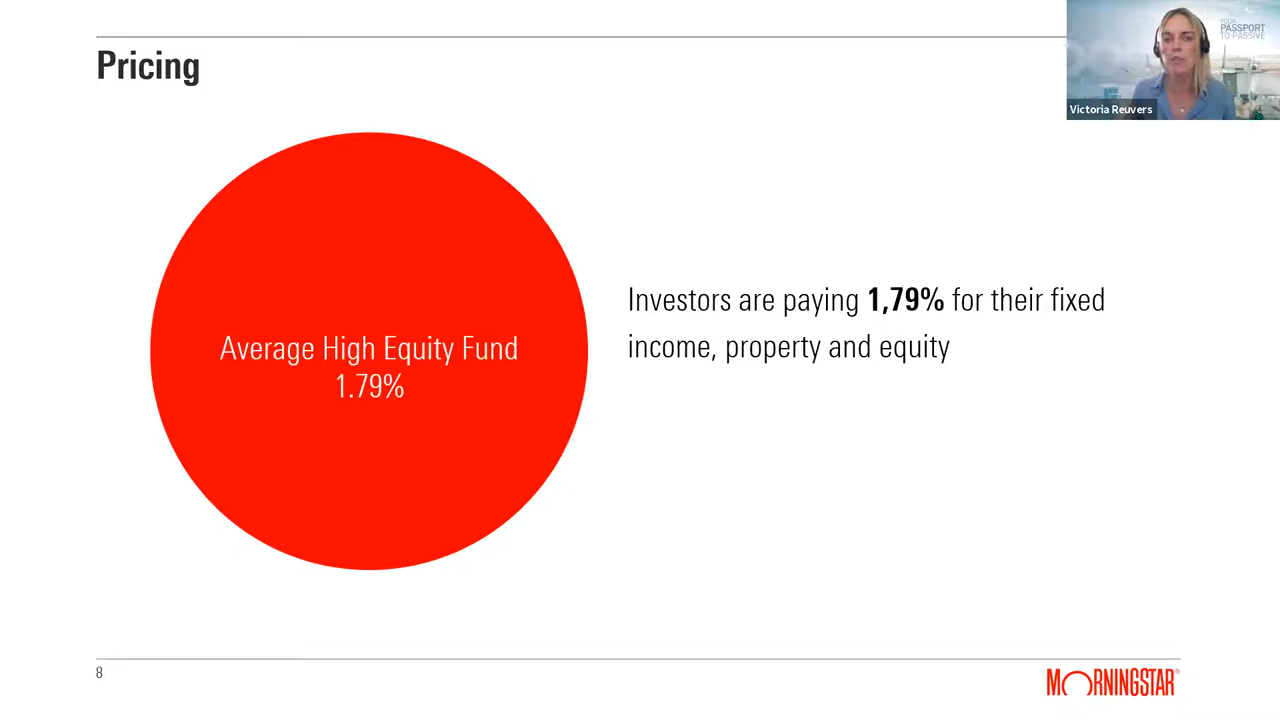 YOUR
PASSPORT
TO PASSIVE
Victoria Reuvers
Pricing
Average High Equity Fund
1.79%
Investors are paying 1,79% for their fixed
income, property and equity
8
MORNINGSTAR®